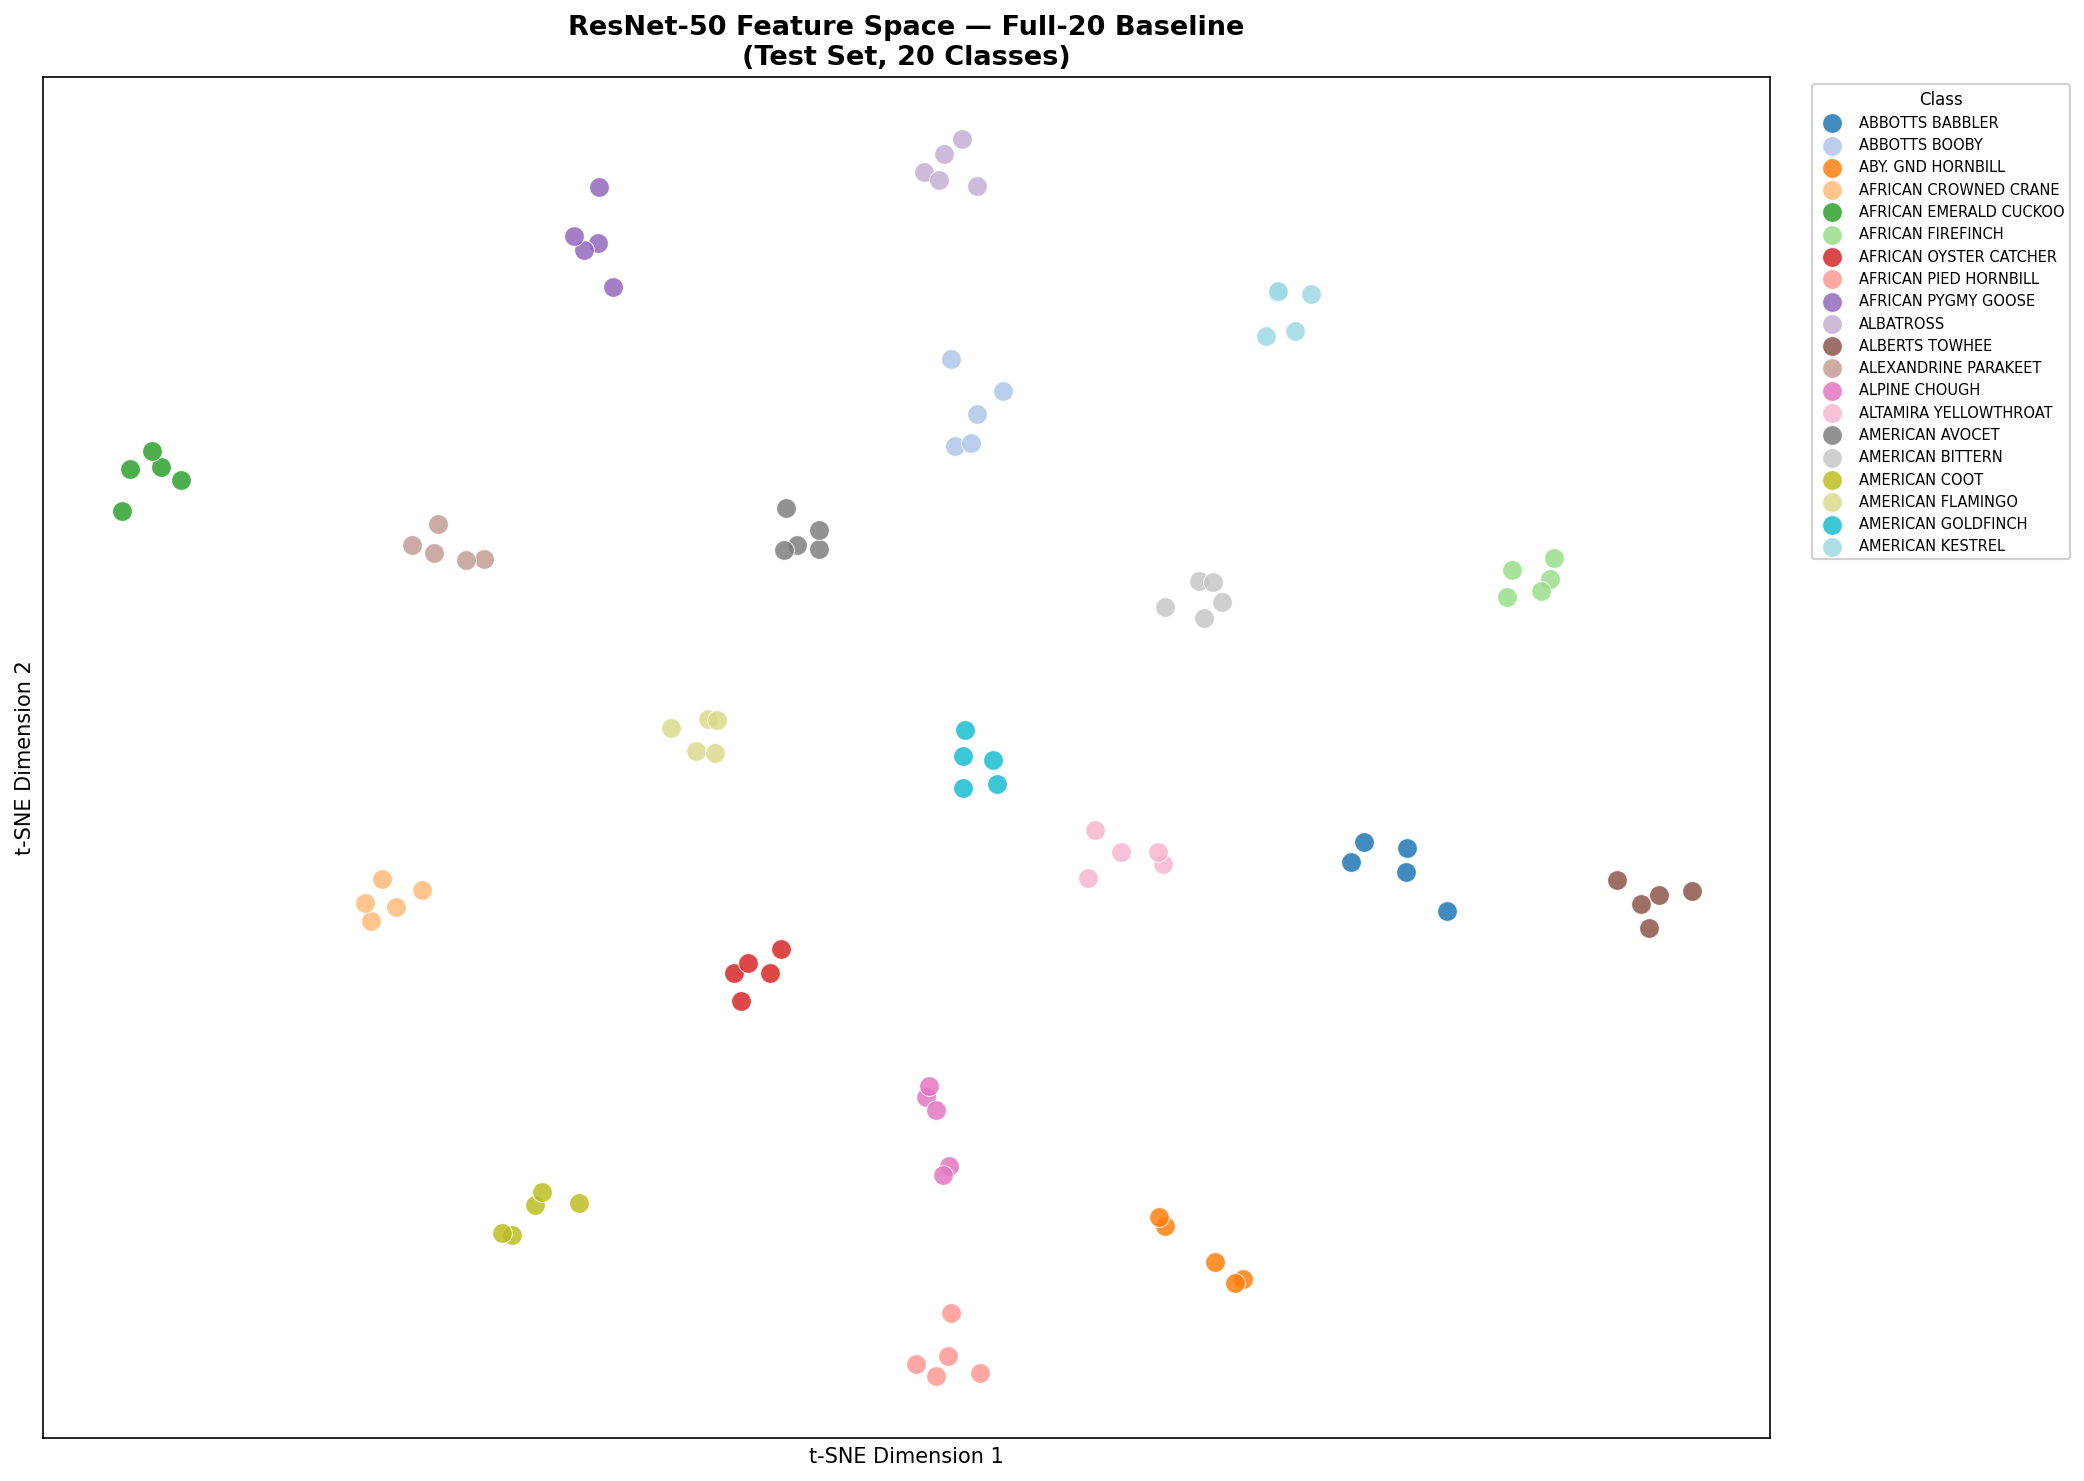 ResNet-50 Feature Space — Full-20 Baseline
(Test Set, 20 Classes)
Class
ABBOTTS BABBLER
ABBOTTS BOOBY
ABY. GND HORNBILL
AFRICAN CROWNED CRANE
AFRICAN EMERALD CUCKOO
AFRICAN FIREFINCH
AFRICAN OYSTER CATCHER
AFRICAN PIED HORNBILL
AFRICAN PYGMY GOOSE
ALBATROSS
ALBERTS TOWHEE
ALEXANDRINE PARAKEET
ALPINE CHOUGH
ALTAMIRA YELLOWTHROAT
AMERICAN AVOCET
AMERICAN BITTERN
AMERICAN COOT
AMERICAN FLAMINGO
AMERICAN GOLDFINCH
AMERICAN KESTREL
t-SNE Dimension 2
t-SNE Dimension 1